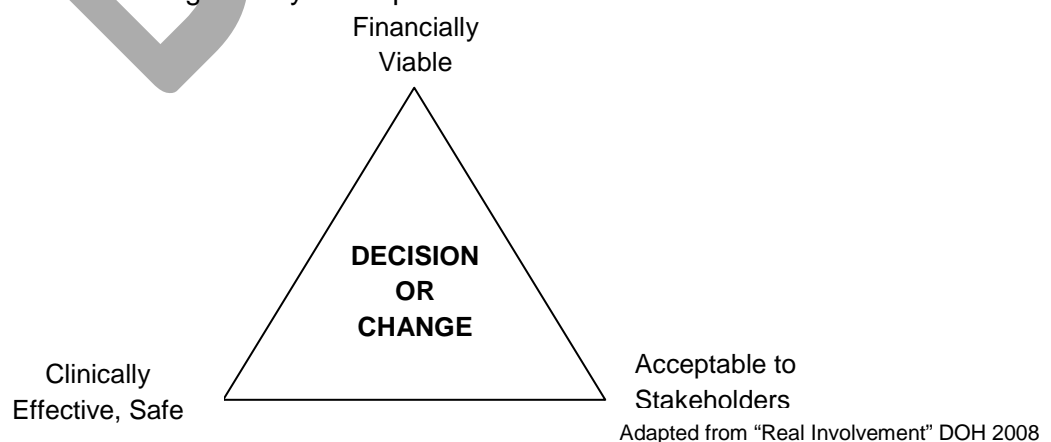 Financially
Viable
DECISION
OR
CHANGE
Clinically
Effective, Safe
Acceptable to
Stakeholders
Adapted from “Real Involvement” DOH 2008